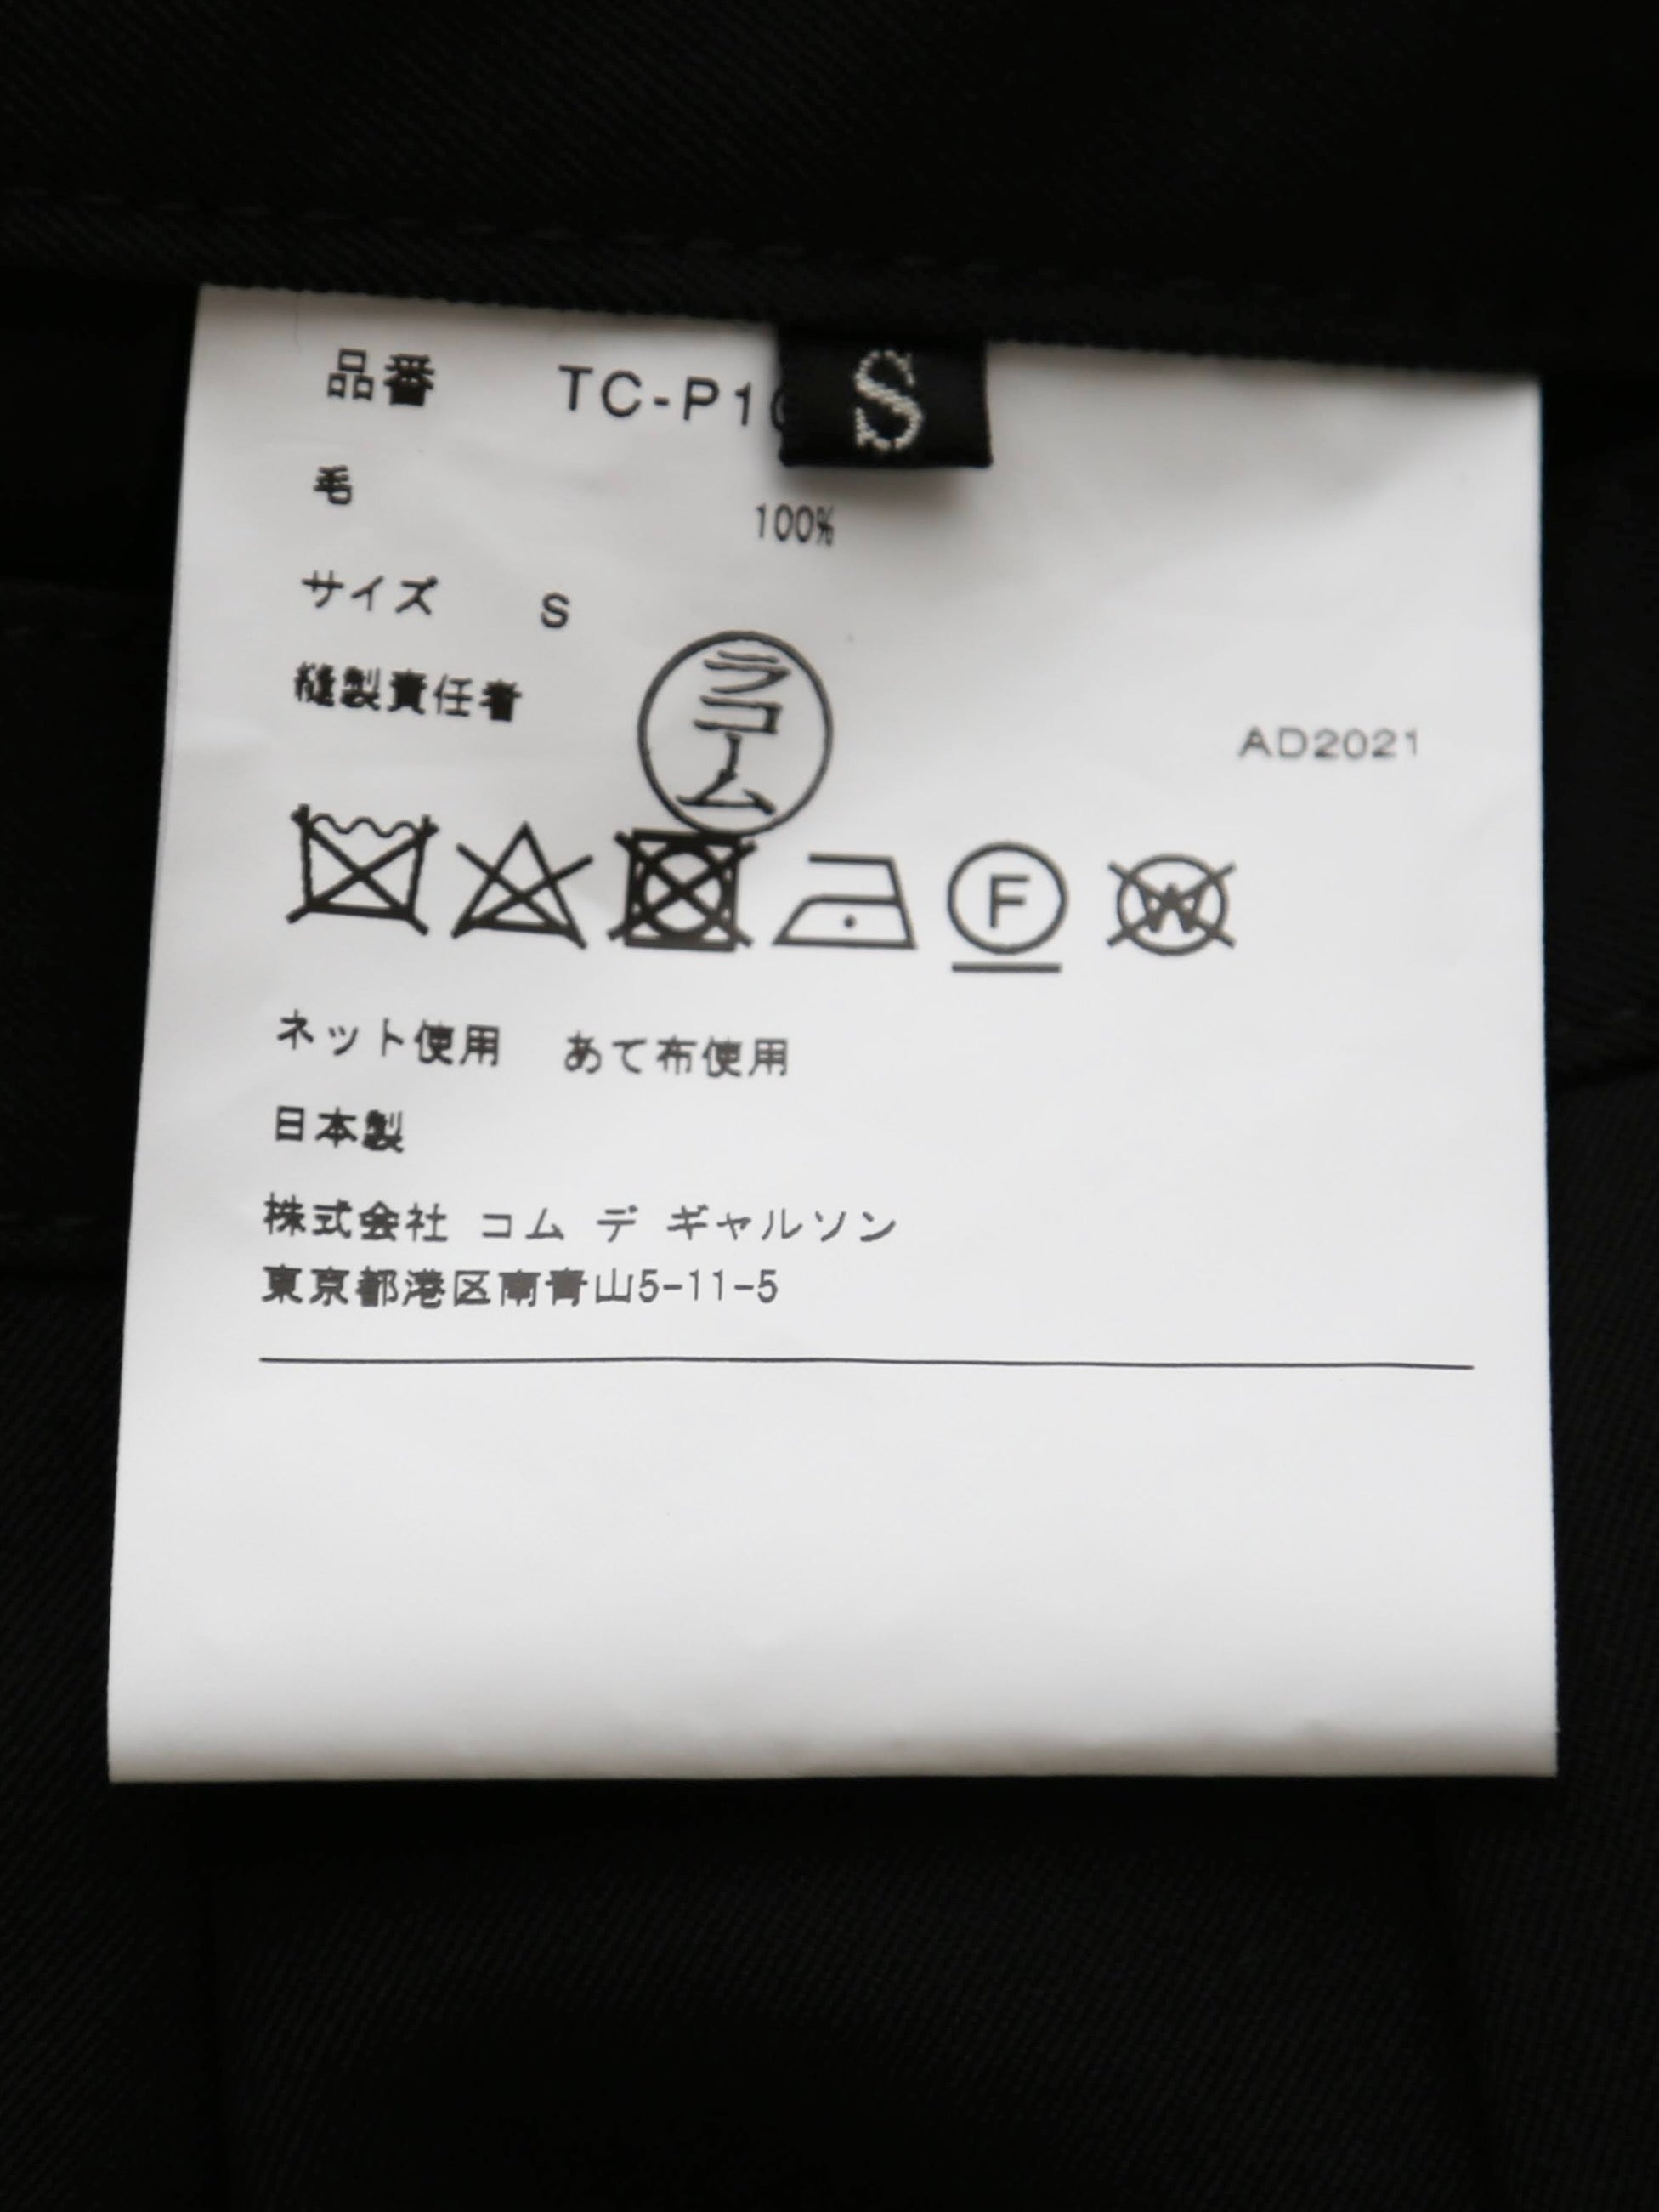 品番 TC-P1
S
毛 100%
サイズ S
縫製責任者 ラコーム
AD2021
F W
ネット使用 あて布使用
日本製
株式会社 コム デ ギャルソン
東京都港区南青山5-11-5